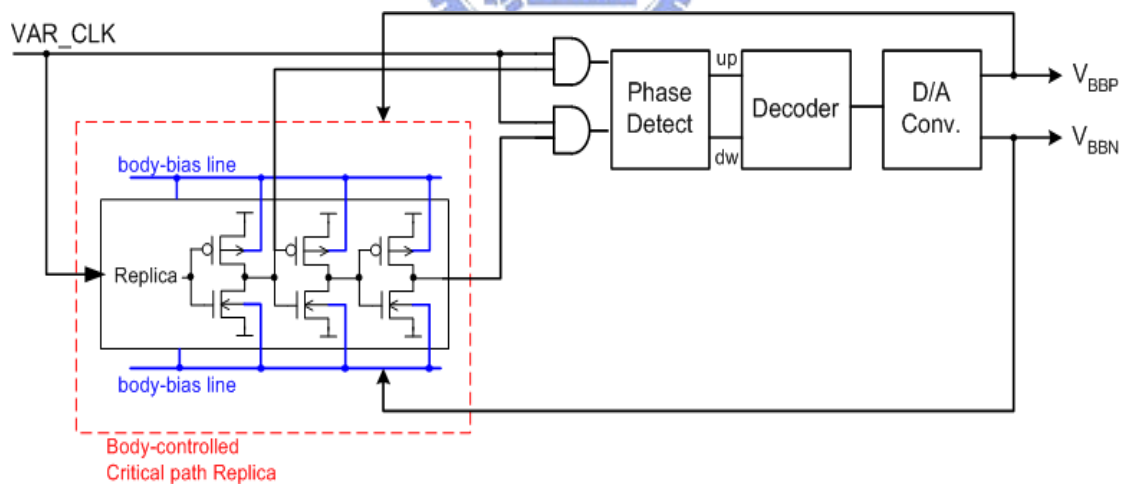 VAR_CLK
up
Phase
Detect
dw
Decoder
D/A
Conv.
V_BBP
V_BBN
body-bias line
Replica
body-bias line
Body-controlled
Critical path Replica